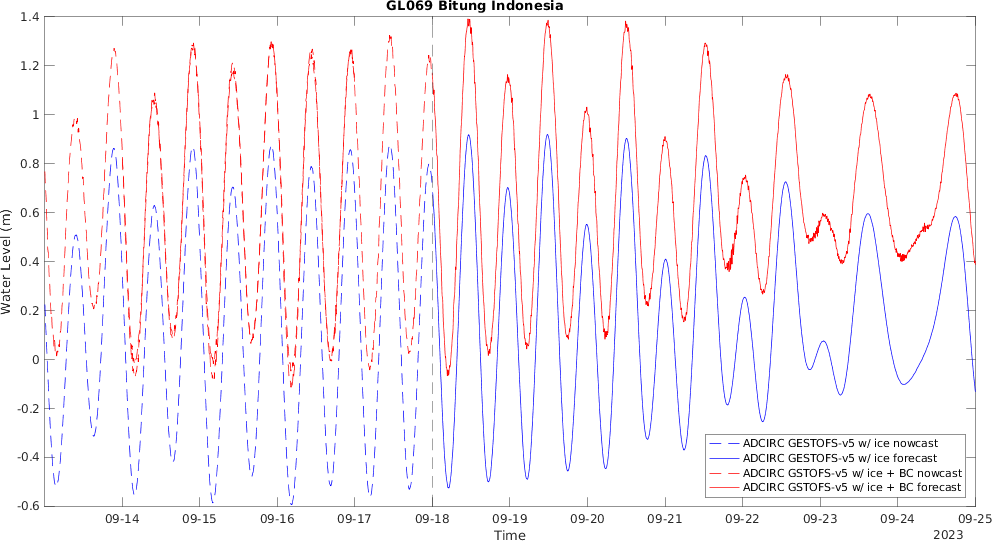 GL069 Bitung Indonesia
Water Level (m)
1.4
1.2
1
0.8
0.6
0.4
0.2
0
-0.2
-0.4
-0.6
ADCIRC GESTOFS-v5 w/ ice nowcast
ADCIRC GESTOFS-v5 w/ ice forecast
ADCIRC GSTOFS-v5 w/ ice + BC nowcast
ADCIRC GSTOFS-v5 w/ ice + BC forecast
09-14 09-15 09-16 09-17 09-18 09-19 09-20 09-21 09-22 09-23 09-24 09-25
Time 2023